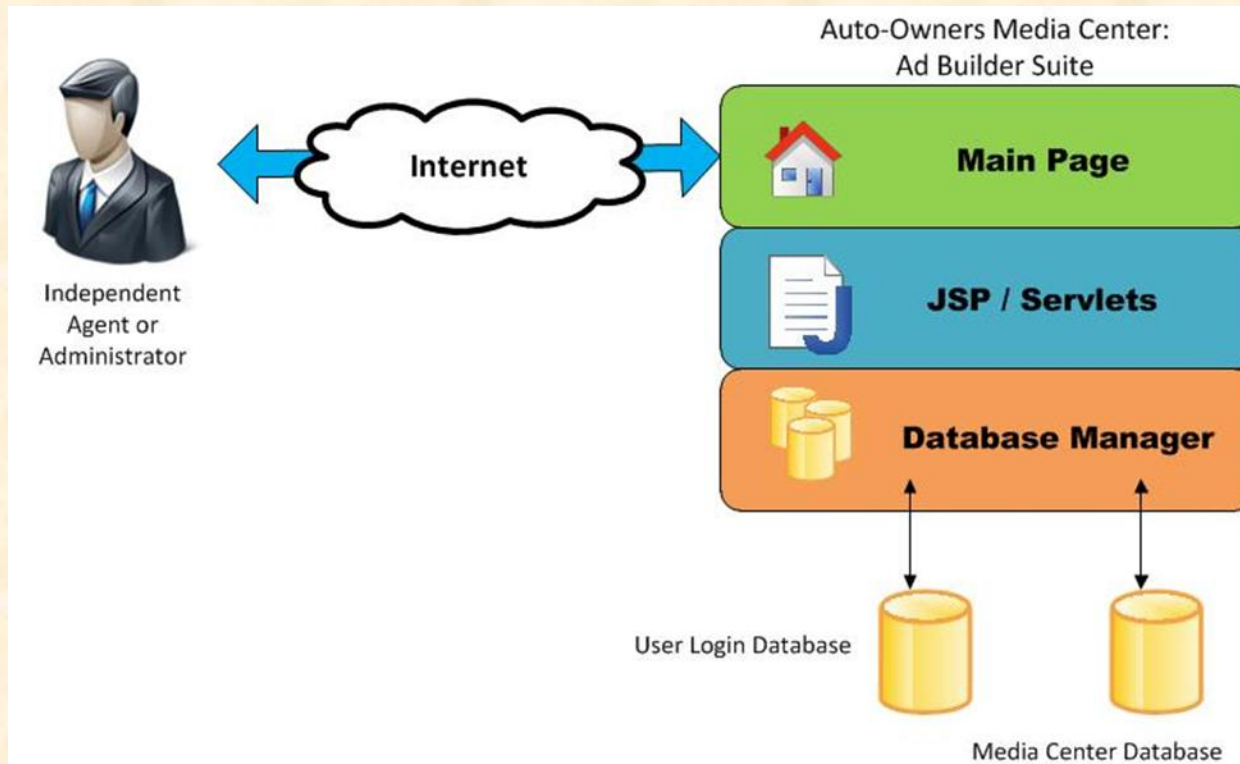 Auto-Owners Media Center:
Ad Builder Suite
Internet
Main Page
Independent
Agent or
Administrator
JSP / Servlets
Database Manager
User Login Database
Media Center Database